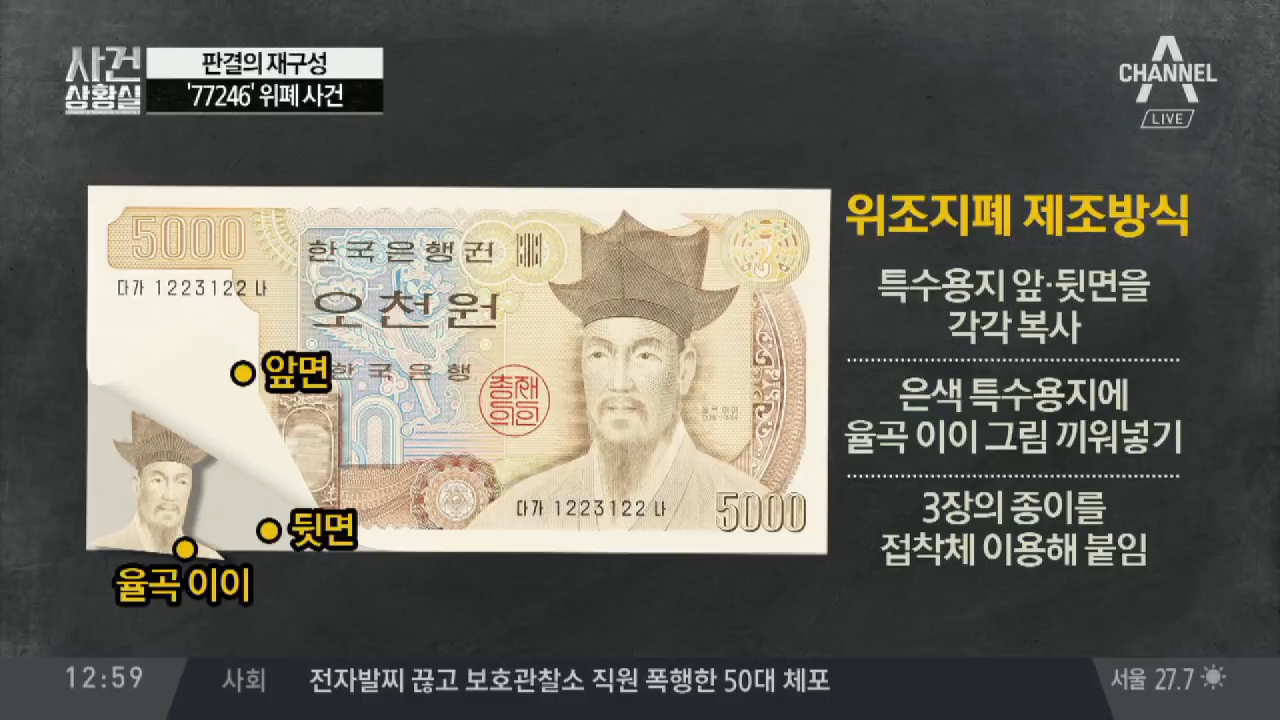 사건
상황실
판결의 재구성
'77246' 위폐 사건
CHANNEL
LIVE
5000
한국은행권
다가 1223122 나
오천원
한국은행
앞면
뒷면
율곡 이이
다가 1223122 나
5000
위조지폐 제조방식
특수용지 앞·뒷면을
각각 복사
은색 특수용지에
율곡 이이 그림 끼워넣기
3장의 종이를
접착체 이용해 붙임
12:59
사회
전자발찌 끊고 보호관찰소 직원 폭행한 50대 체포
서울 27.7